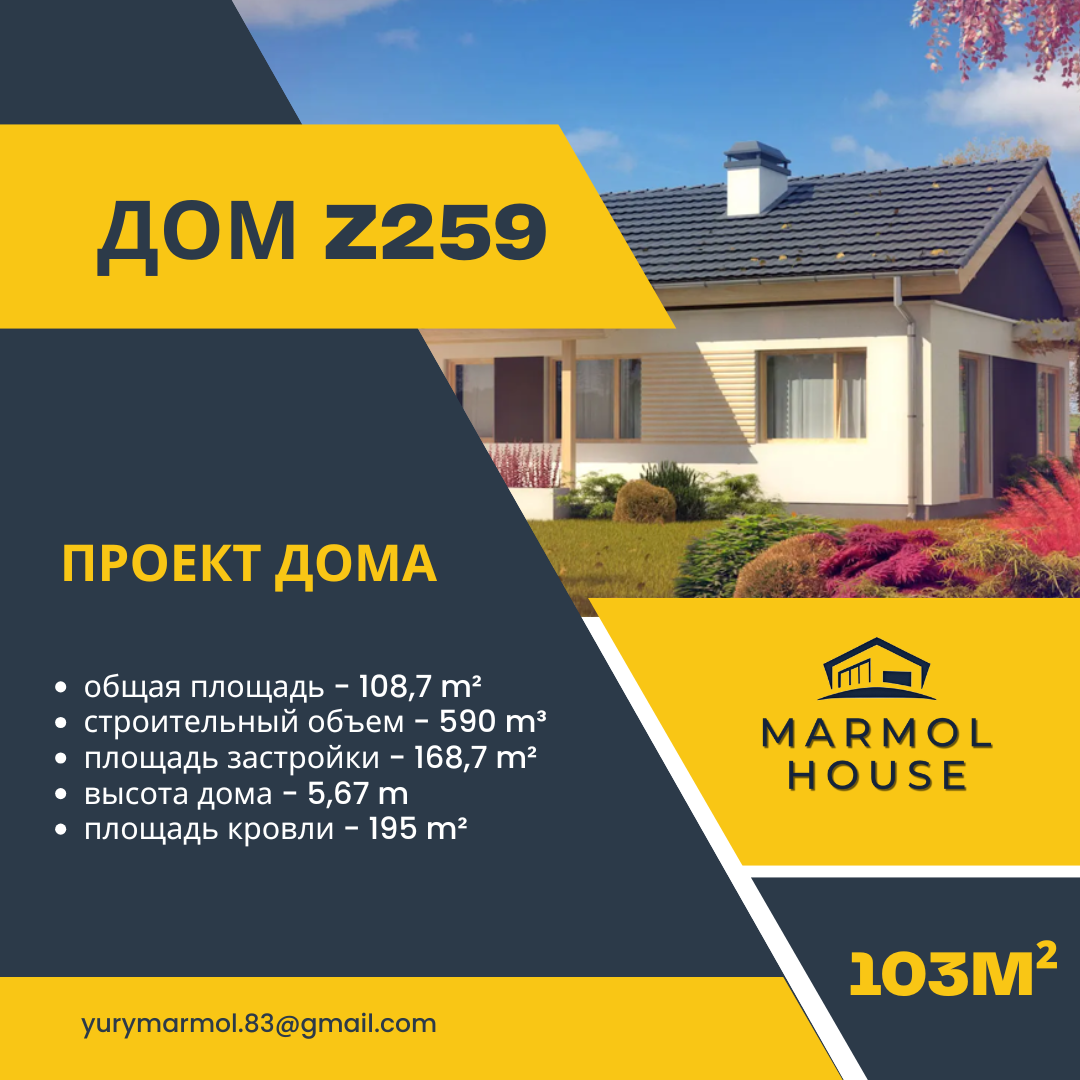 ДОМ Z259
ПРОЕКТ ДОМА
• общая площадь - 108,7 m²
• строительный объем - 590 m³
• площадь застройки - 168,7 m²
• высота дома - 5,67 m
• площадь кровли - 195 m²
MARMOL
HOUSE
103М²
yurymarmol.83@gmail.com